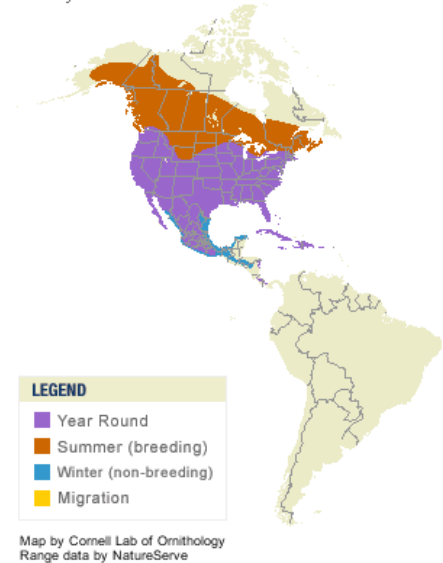 LEGEND
Year Round
Summer (breeding)
Winter (non-breeding)
Migration
Map by Cornell Lab of Ornithology
Range data by NatureServe